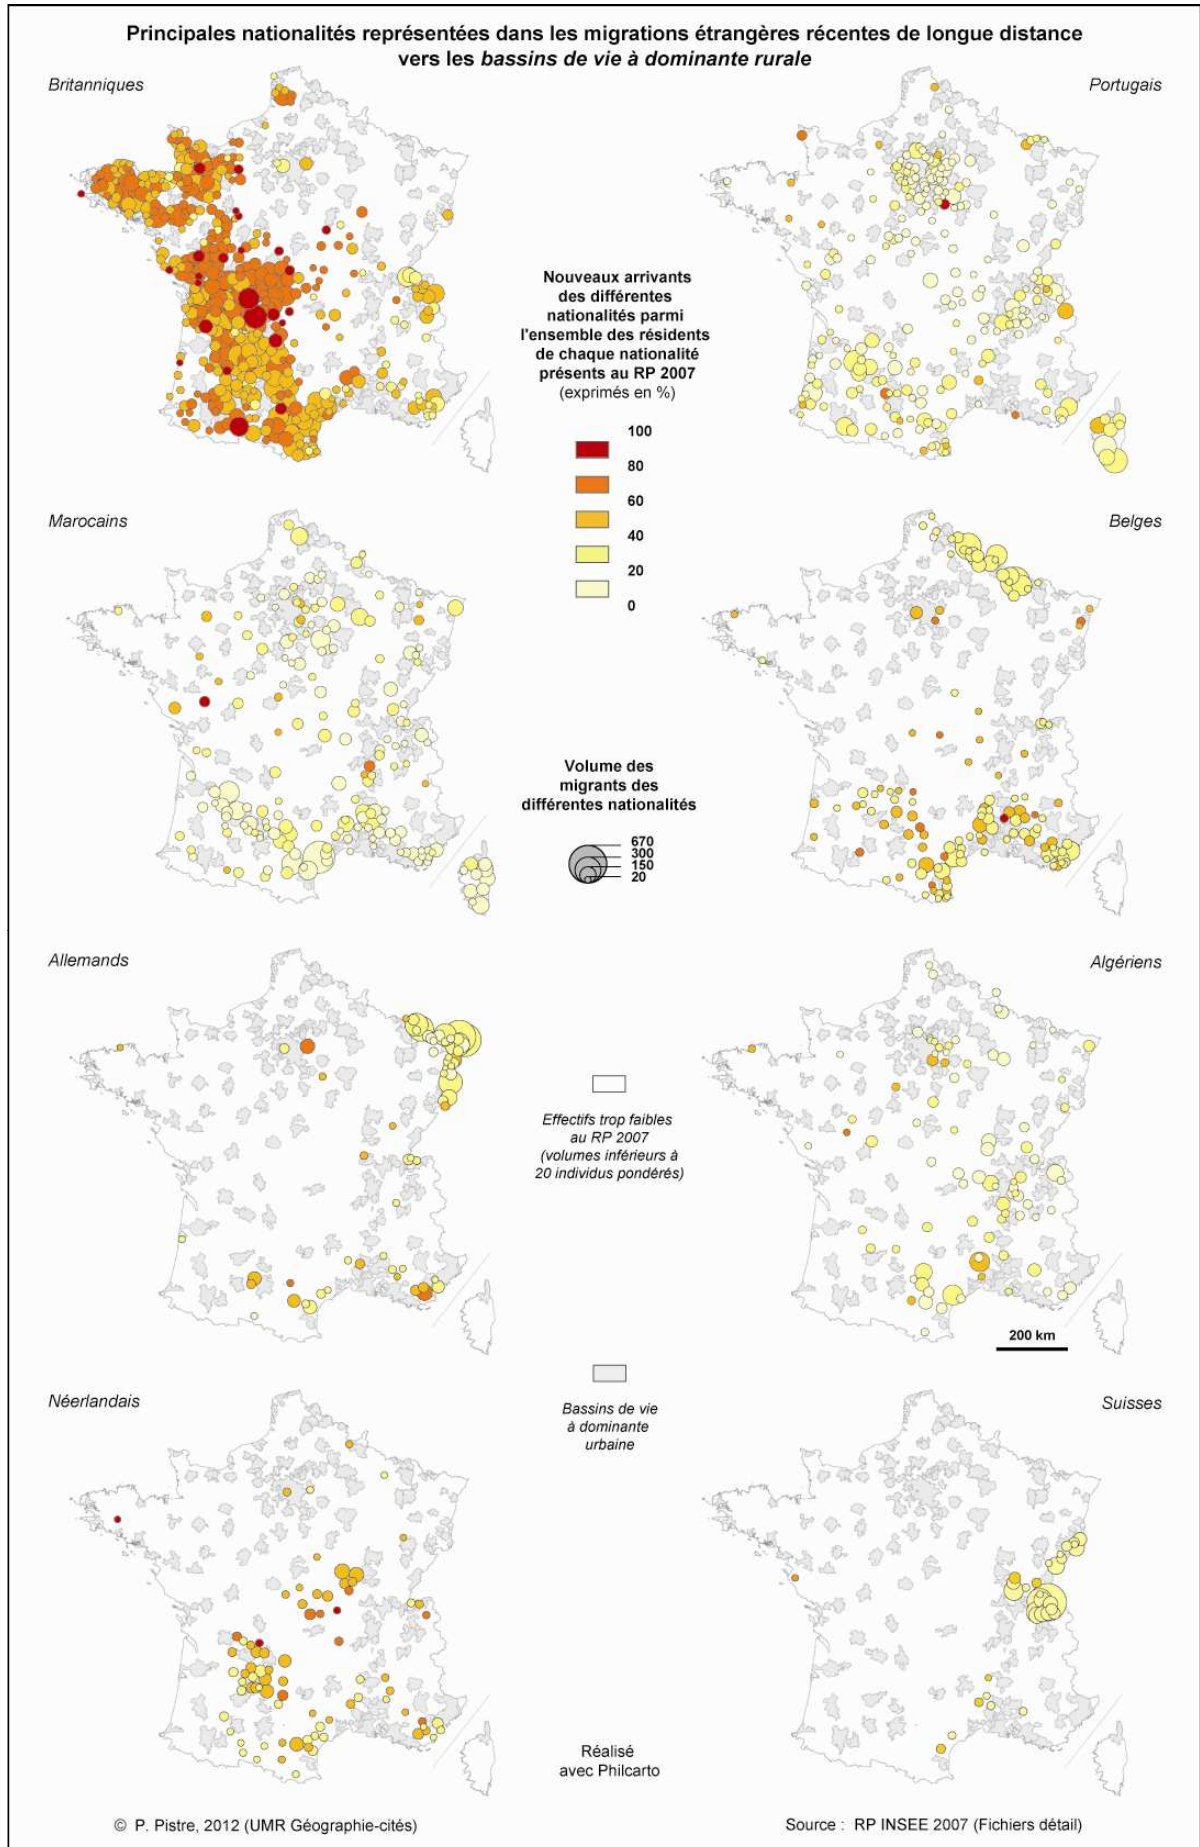 Principales nationalités représentées dans les migrations étrangères récentes de longue distance
vers les bassins de vie à dominante rurale
Britanniques
Portugais
Nouveaux arrivants
des différentes
nationalités parmi
l'ensemble des résidents
de chaque nationalité
présents au RP 2007
(exprimés en %)
100
80
60
40
20
0
Marocains
Belges
Volume des
migrants des
différentes nationalités
670
300
150
20
Allemands
Algériens
Effectifs trop faibles
au RP 2007
(volumes inférieurs à
20 individus pondérés)
200 km
Bassins de vie
à dominante
urbaine
Néerlandais
Suisses
Réalisé
avec Philcarto
© P. Pistre, 2012 (UMR Géographie-cités)
Source : RP INSEE 2007 (Fichiers détail)